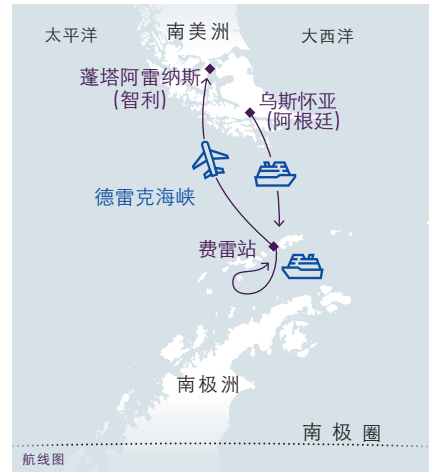 南美洲
太平洋
大西洋
蓬塔阿雷纳斯
(智利)
乌斯怀亚
(阿根廷)
德雷克海峡
费雷站
南极洲
南极圈
航线图